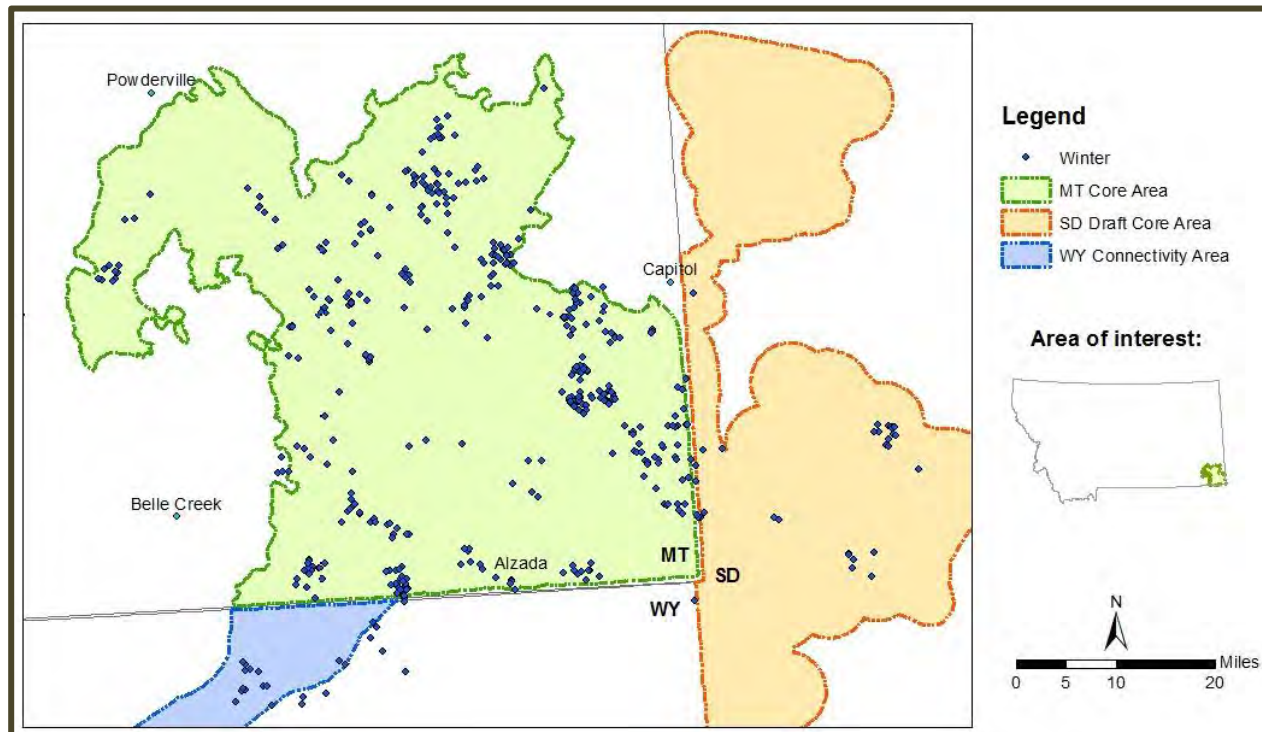 Powderville
Capitol
Belle Creek
Alzada
MT
SD
WY
Legend
Winter
MT Core Area
SD Draft Core Area
WY Connectivity Area
Area of interest:
N
Miles
0 5 10 20